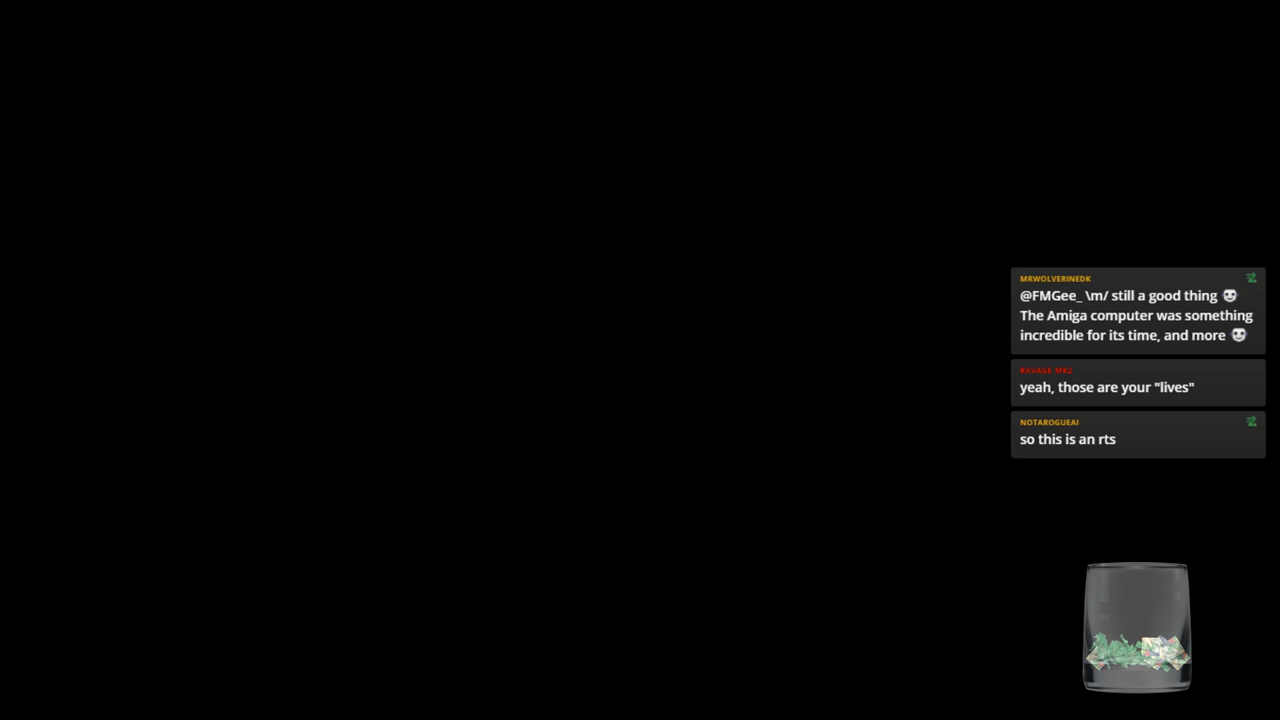 MRWOLVERINEDK
@FMGee_ \m/ still a good thing
The Amiga computer was something
incredible for its time, and more
RAVAGE MK2
yeah, those are your "lives"
NOTAROGUEAI
so this is an rts